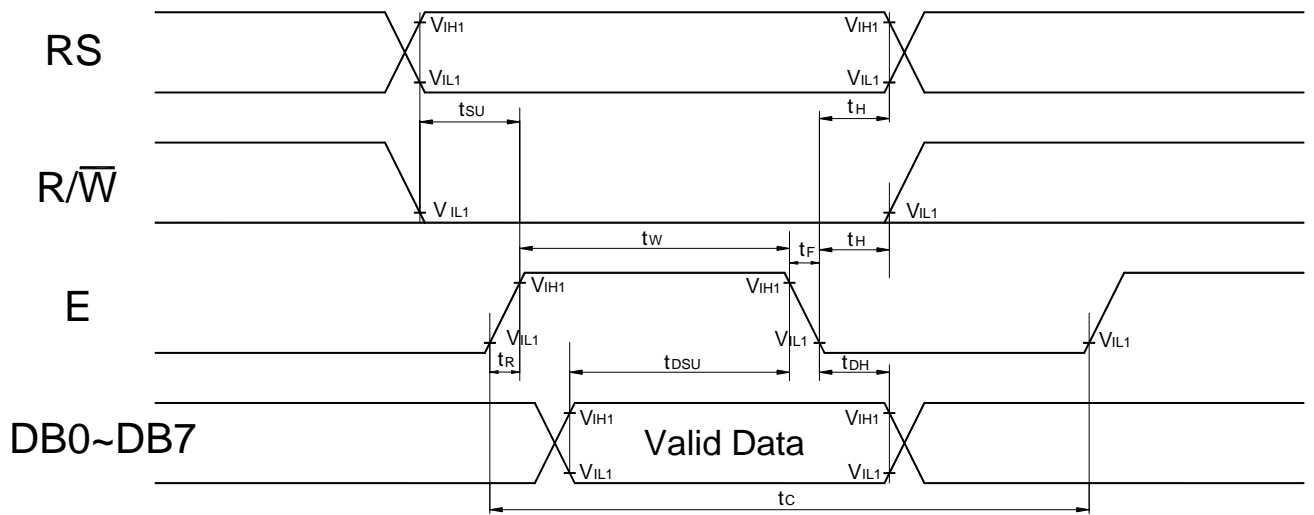 RS
VIH1
VIH1
VIL1
VIL1
tSU
tH
R/W̅
VIL1
VIL1
tW
tF
tH
E
VIH1
VIH1
VIL1
VIL1
VIL1
tR
tDSU
tDH
DB0~DB7
VIH1
VIH1
Valid Data
VIL1
VIL1
tC